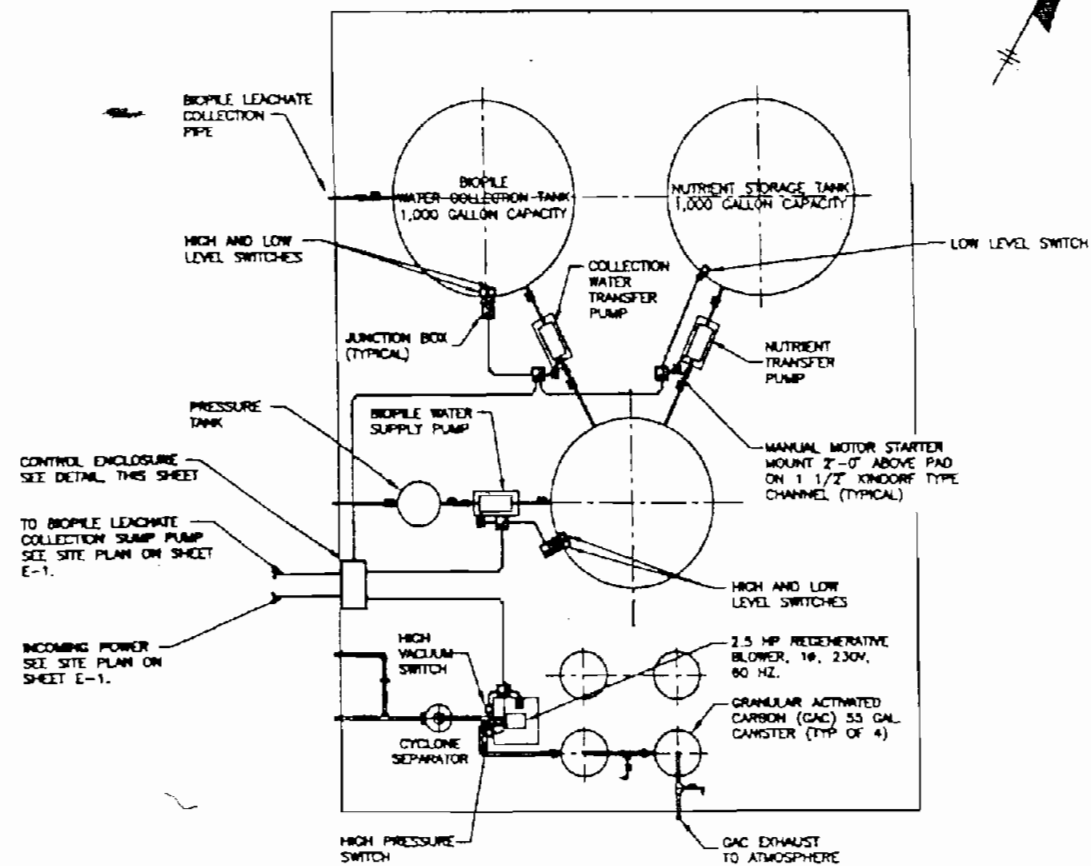 BIOPILE LEACHATE
COLLECTION
PIPE
BIOPILE
WATER COLLECTION TANK
1,000 GALLON CAPACITY
NUTRIENT STORAGE TANK
1,000 GALLON CAPACITY
HIGH AND LOW
LEVEL SWITCHES
LOW LEVEL SWITCH
COLLECTION
WATER
TRANSFER
PUMP
JUNCTION BOX
(TYPICAL)
NUTRIENT
TRANSFER
PUMP
PRESSURE
TANK
BIOPILE WATER
SUPPLY PUMP
MANUAL MOTOR STARTER
MOUNT 2'-0" ABOVE PAD
ON 1 1/2" KINDORF TYPE
CHANNEL (TYPICAL)
CONTROL ENCLOSURE
SEE DETAIL, THIS SHEET
TO BIOPILE LEACHATE
COLLECTION SUMP PUMP
SEE SITE PLAN ON SHEET
E-1.
HIGH AND LOW
LEVEL SWITCHES
INCOMING POWER
SEE SITE PLAN ON
SHEET E-1.
HIGH
VACUUM
SWITCH
2.5 HP REGENERATIVE
BLOWER, 1ø, 230V,
60 HZ.
GRANULAR ACTIVATED
CARBON (GAC) 55 GAL.
CANISTER (TYP OF 4)
CYCLONE
SEPARATOR
HIGH PRESSURE
SWITCH
GAC EXHAUST
TO ATMOSPHERE